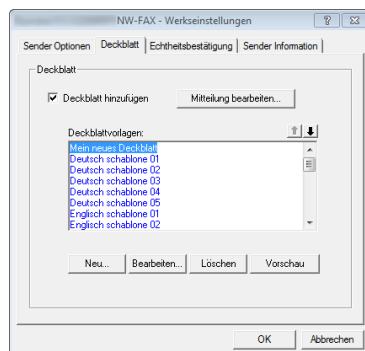 NW-FAX - Werkseinstellungen
Sender Optionen Deckblatt Echtheitsbestätigung Sender Information
Deckblatt
Deckblatt hinzufügen Mitteilung bearbeiten...
Deckblattvorlagen:
Mein neues Deckblatt
Deutsch schablone 01
Deutsch schablone 02
Deutsch schablone 03
Deutsch schablone 04
Deutsch schablone 05
Englisch schablone 01
Englisch schablone 02
Neu... Bearbeiten... Löschen Vorschau
OK Abbrechen